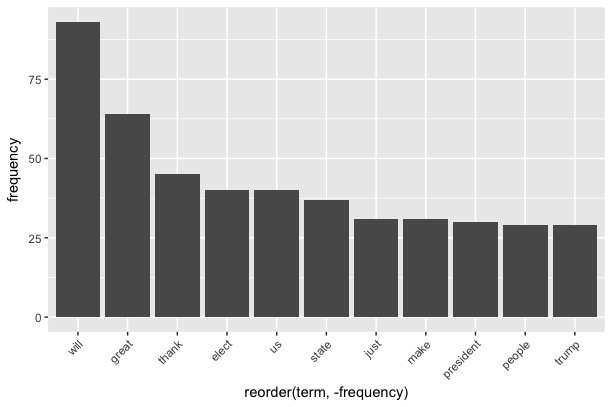 frequency
75
50
25
0
will great thank elect us state just make president people trump
reorder(term, -frequency)